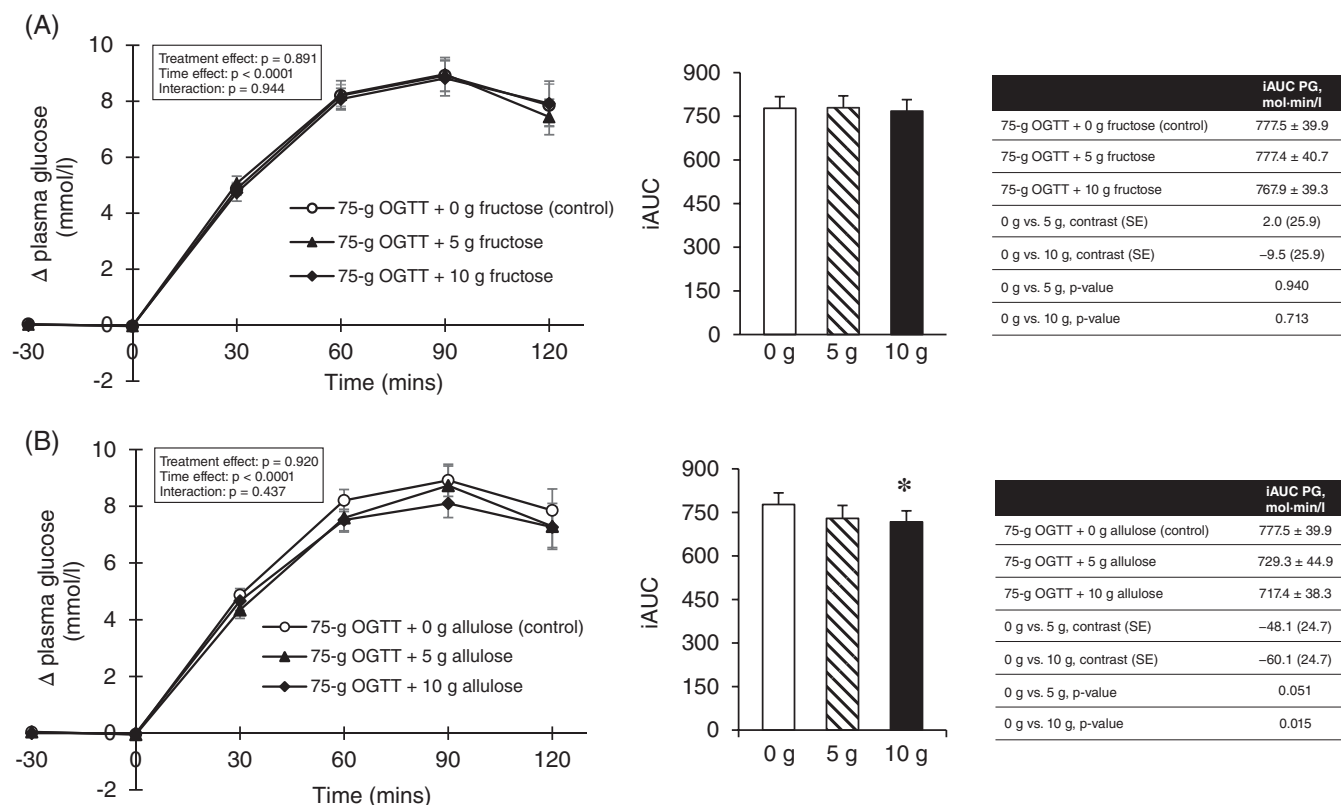 (A)
10
8
6
4
2
0
-2
Δ plasma glucose
(mmol/l)
Treatment effect: p = 0.891
Time effect: p < 0.0001
Interaction: p = 0.944
75-g OGTT + 0 g fructose (control)
75-g OGTT + 5 g fructose
75-g OGTT + 10 g fructose
-30 0 30 60 90 120
Time (mins)
900
750
600
450
300
150
0
iAUC
0 g 5 g 10 g
iAUC PG,
mol·min/l
75-g OGTT + 0 g fructose (control) 777.5 ± 39.9
75-g OGTT + 5 g fructose 777.4 ± 40.7
75-g OGTT + 10 g fructose 767.9 ± 39.3
0 g vs. 5 g, contrast (SE) 2.0 (25.9)
0 g vs. 10 g, contrast (SE) −9.5 (25.9)
0 g vs. 5 g, p-value 0.940
0 g vs. 10 g, p-value 0.713
(B)
10
8
6
4
2
0
-2
Δ plasma glucose
(mmol/l)
Treatment effect: p = 0.920
Time effect: p < 0.0001
Interaction: p = 0.437
75-g OGTT + 0 g allulose (control)
75-g OGTT + 5 g allulose
75-g OGTT + 10 g allulose
-30 0 30 60 90 120
Time (mins)
900
750
600
450
300
150
0
iAUC
*
0 g 5 g 10 g
iAUC PG,
mol·min/l
75-g OGTT + 0 g allulose (control) 777.5 ± 39.9
75-g OGTT + 5 g allulose 729.3 ± 44.9
75-g OGTT + 10 g allulose 717.4 ± 38.3
0 g vs. 5 g, contrast (SE) −48.1 (24.7)
0 g vs. 10 g, contrast (SE) −60.1 (24.7)
0 g vs. 5 g, p-value 0.051
0 g vs. 10 g, p-value 0.015